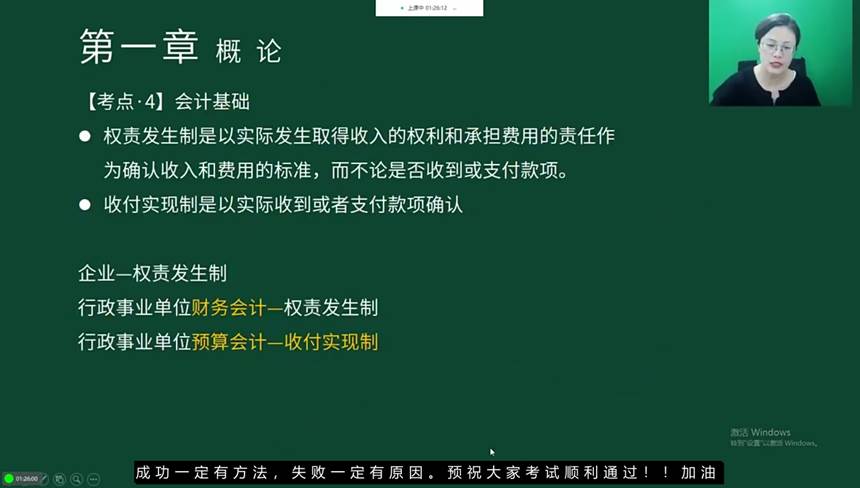 上课中 01:26:12
第一章 概 论
【考点·4】会计基础
● 权责发生制是以实际发生取得收入的权利和承担费用的责任作
为确认收入和费用的标准，而不论是否收到或支付款项。
● 收付实现制是以实际收到或者支付款项确认
企业—权责发生制
行政事业单位财务会计—权责发生制
行政事业单位预算会计—收付实现制
激活 Windows
转到"设置"以激活 Windows。
01:26:00
成功一定有方法，失败一定有原因。预祝大家考试顺利通过！！加油